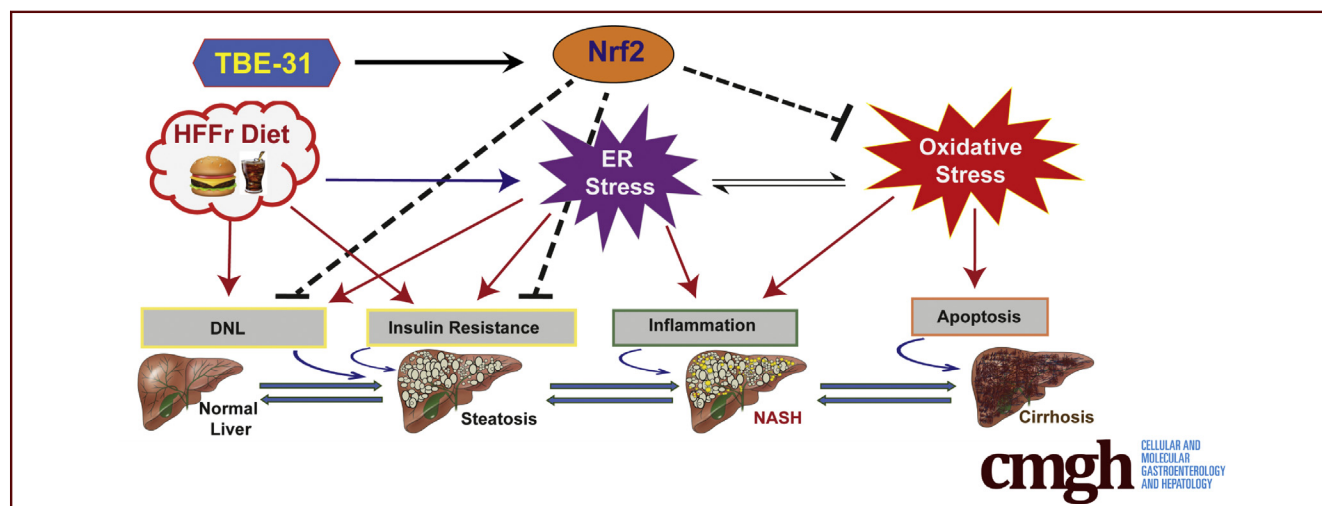 TBE-31
Nrf2
HFFr Diet
ER
Stress
Oxidative
Stress
DNL
Insulin Resistance
Inflammation
Apoptosis
Normal
Liver
Steatosis
NASH
Cirrhosis
cmgh
CELLULAR AND
MOLECULAR
GASTROENTEROLOGY
AND HEPATOLOGY